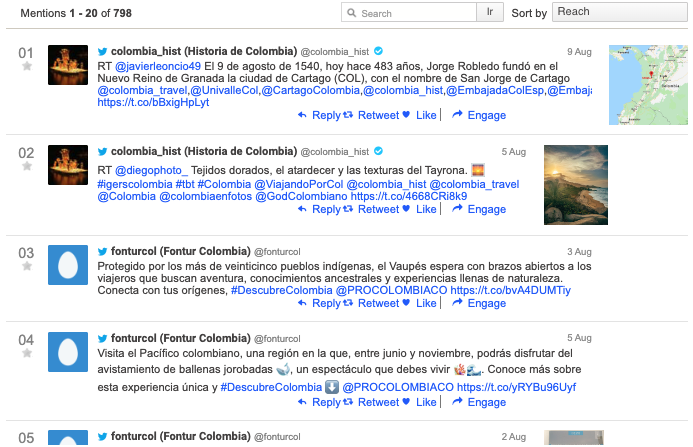 Mentions 1 - 20 of 798
Search
Ir
Sort by
Reach
01
colombia_hist (Historia de Colombia) @colombia_hist
9 Aug
RT @javierleoncio49 El 9 de agosto de 1540, hoy hace 483 años, Jorge Robledo fundó en el
Nuevo Reino de Granada la ciudad de Cartago (COL), con el nombre de San Jorge de Cartago
@colombia_travel,@UnivalleCol,@CartagoColombia,@colombia_hist,@EmbajadaColEsp,@Embaja
https://t.co/bBxigHpLyt
Reply Retweet Like Engage
02
colombia_hist (Historia de Colombia) @colombia_hist
5 Aug
RT @diegophoto_ Tejidos dorados, el atardecer y las texturas del Tayrona.
#igerscolombia #tbt #Colombia @ViajandoPorCol @colombia_hist @colombia_travel
@Colombia @colombiaenfotos @GodColombiano https://t.co/4668CRi8k9
Reply Retweet Like Engage
03
fonturcol (Fontur Colombia) @fonturcol
3 Aug
Protegido por los más de veinticinco pueblos indígenas, el Vaupés espera con brazos abiertos a los
viajeros que buscan aventura, conocimientos ancestrales y experiencias llenas de naturaleza.
Conecta con tus orígenes, #DescubreColombia @PROCOLOMBIACO https://t.co/bvA4DUMTiy
Reply Retweet Like Engage
04
fonturcol (Fontur Colombia) @fonturcol
5 Aug
Visita el Pacífico colombiano, una región en la que, entre junio y noviembre, podrás disfrutar del
avistamiento de ballenas jorobadas 🐋, un espectáculo que debes vivir 🪸🌊. Conoce más sobre
esta experiencia única y #DescubreColombia ⬇️ @PROCOLOMBIACO https://t.co/yRYBu96Uyf
Reply Retweet Like Engage
05
fonturcol (Fontur Colombia) @fonturcol
2 Aug